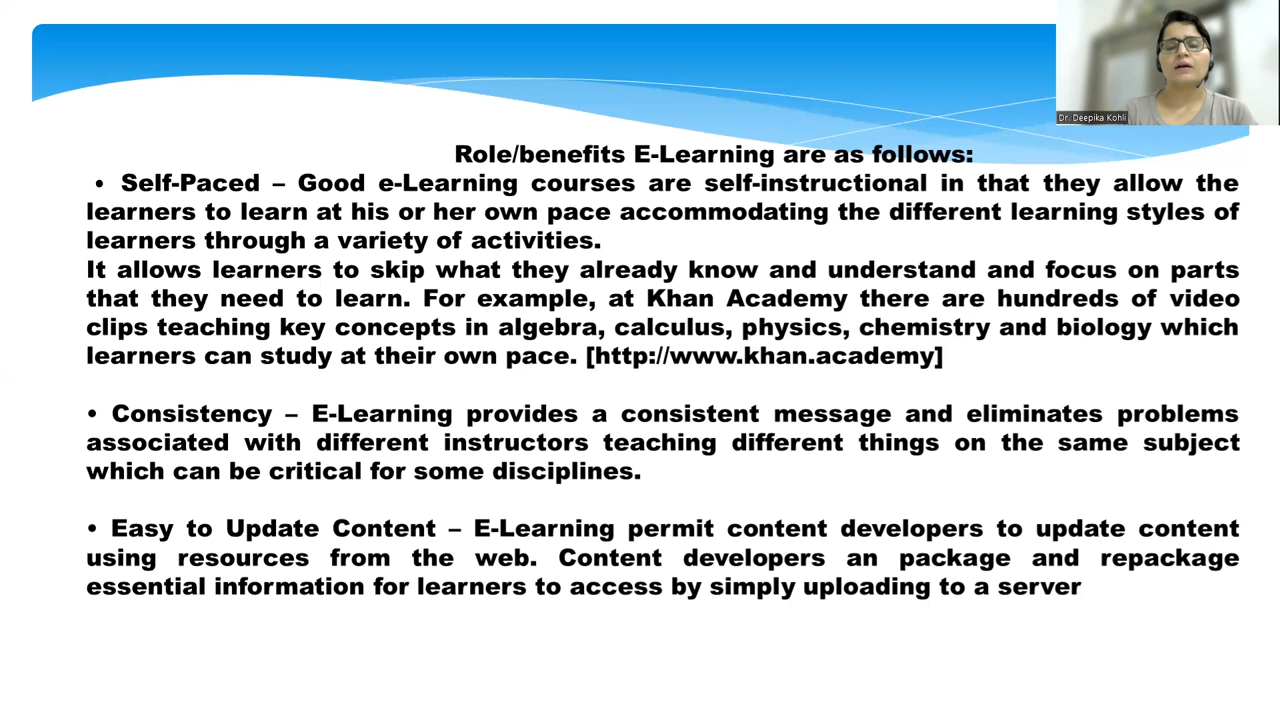 Dr. Deepika Kohli
Role/benefits E-Learning are as follows:
• Self-Paced – Good e-Learning courses are self-instructional in that they allow the
learners to learn at his or her own pace accommodating the different learning styles of
learners through a variety of activities.
It allows learners to skip what they already know and understand and focus on parts
that they need to learn. For example, at Khan Academy there are hundreds of video
clips teaching key concepts in algebra, calculus, physics, chemistry and biology which
learners can study at their own pace. [http://www.khan.academy]
• Consistency – E-Learning provides a consistent message and eliminates problems
associated with different instructors teaching different things on the same subject
which can be critical for some disciplines.
• Easy to Update Content – E-Learning permit content developers to update content
using resources from the web. Content developers an package and repackage
essential information for learners to access by simply uploading to a server